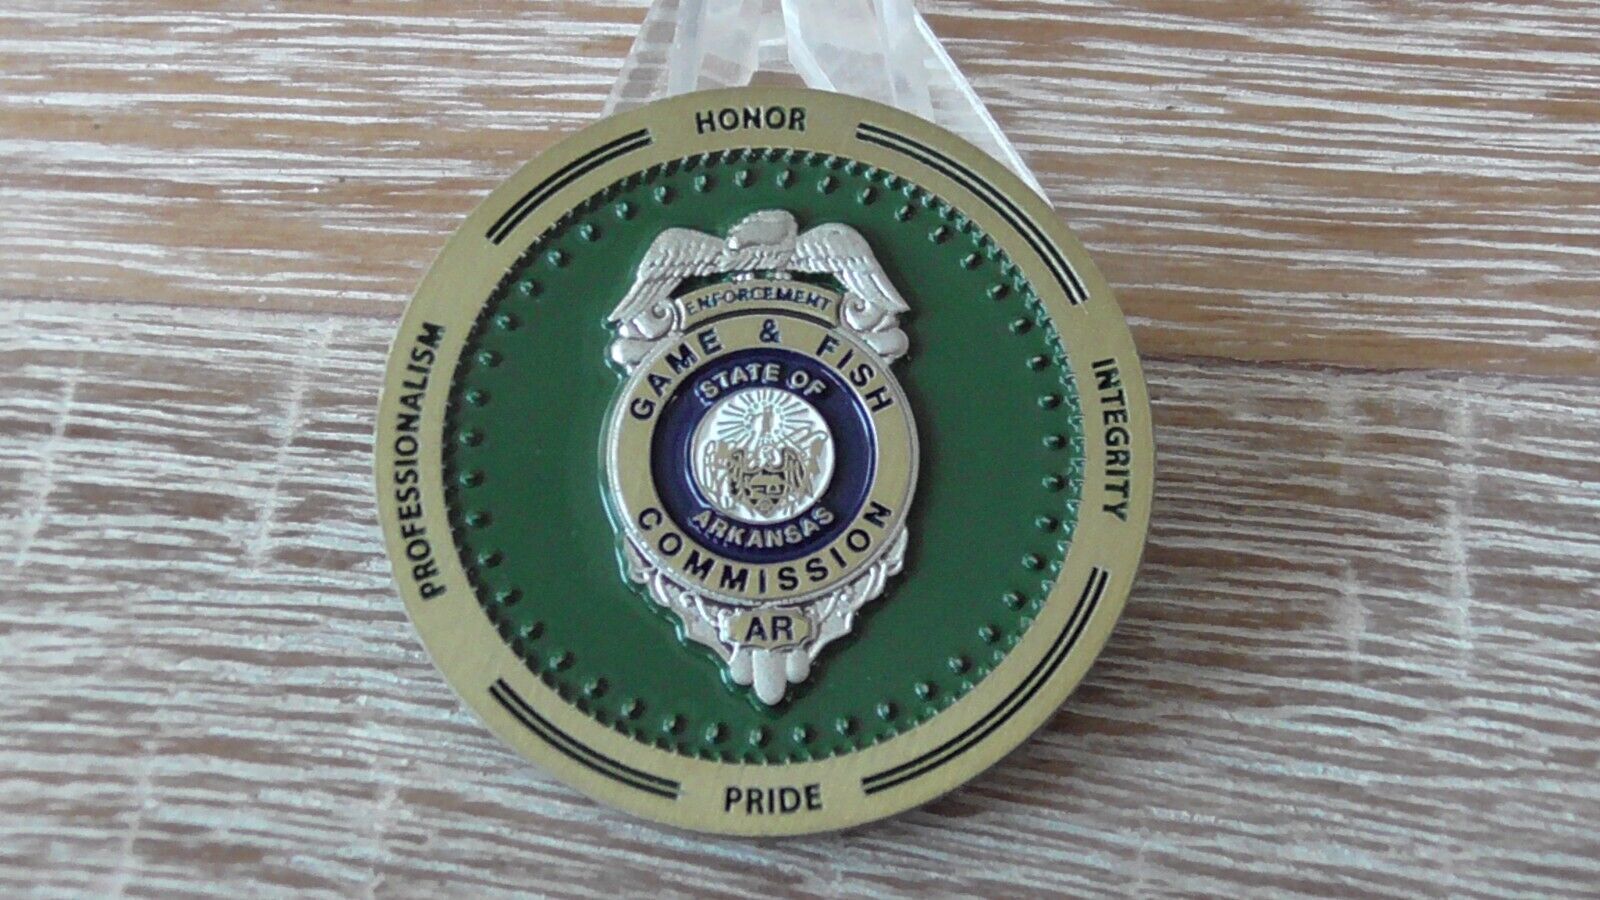 HONOR
INTEGRITY
PRIDE
PROFESSIONALISM
ENFORCEMENT
GAME & FISH
COMMISSION
STATE OF
ARKANSAS
AR